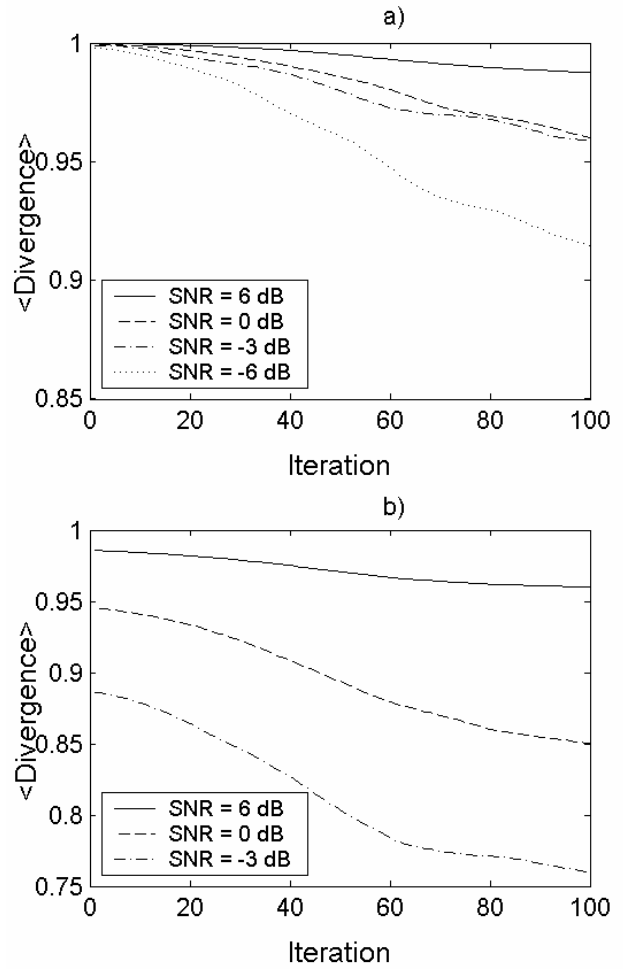 a)
1
0.95
0.9
0.85
<Divergence>
SNR = 6 dB
SNR = 0 dB
SNR = -3 dB
SNR = -6 dB
0 20 40 60 80 100
Iteration
b)
1
0.95
0.9
0.85
0.8
0.75
<Divergence>
SNR = 6 dB
SNR = 0 dB
SNR = -3 dB
0 20 40 60 80 100
Iteration